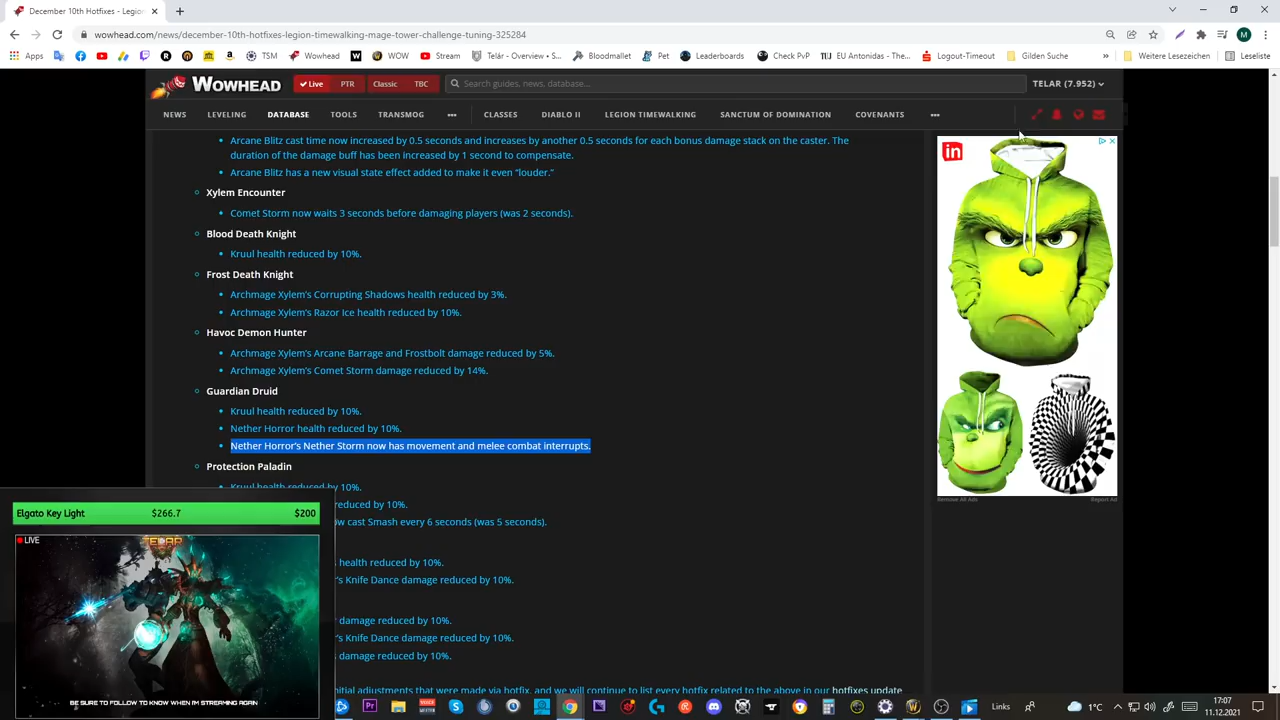 December 10th Hotfixes - Legio
wowhead.com/news/december-10th-hotfixes-legion-timewalking-mage-tower-challenge-tuning-325284
M
Apps
TSM
Wowhead
WOW
Stream
Telár - Overview • S...
Bloodmallet
Pet
Leaderboards
Check PvP
EU Antonidas - The...
Logout-Timeout
Gilden Suche
»
Weitere Lesezeichen
Leseliste
WOWHEAD
Live
PTR
Classic
TBC
Search guides, news, database...
TELAR (7.952)
NEWS
LEVELING
DATABASE
TOOLS
TRANSMOG
•••
CLASSES
DIABLO II
LEGION TIMEWALKING
SANCTUM OF DOMINATION
COVENANTS
•••
Arcane Blitz cast time now increased by 0.5 seconds and increases by another 0.5 seconds for each bonus damage stack on the caster. The
duration of the damage buff has been increased by 1 second to compensate.
Arcane Blitz has a new visual state effect added to make it even “louder.”
Xylem Encounter
Comet Storm now waits 3 seconds before damaging players (was 2 seconds).
Blood Death Knight
Kruul health reduced by 10%.
Frost Death Knight
Archmage Xylem’s Corrupting Shadows health reduced by 3%.
Archmage Xylem’s Razor Ice health reduced by 10%.
Havoc Demon Hunter
Archmage Xylem’s Arcane Barrage and Frostbolt damage reduced by 5%.
Archmage Xylem’s Comet Storm damage reduced by 14%.
Guardian Druid
Kruul health reduced by 10%.
Nether Horror health reduced by 10%.
Nether Horror’s Nether Storm now has movement and melee combat interrupts.
Protection Paladin
Kruul health reduced by 10%.
reduced by 10%.
ow cast Smash every 6 seconds (was 5 seconds).
health reduced by 10%.
’s Knife Dance damage reduced by 10%.
damage reduced by 10%.
’s Knife Dance damage reduced by 10%.
damage reduced by 10%.
nitial adjustments that were made via hotfix, and we will continue to list every hotfix related to the above in our hotfixes update
in
Remove All Ads
Report Ad
Elgato Key Light
$266.7
$200
LIVE
TELAR
BE SURE TO FOLLOW TO KNOW WHEN I'M STREAMING AGAIN
Links
1°C
17:07
11.12.2021